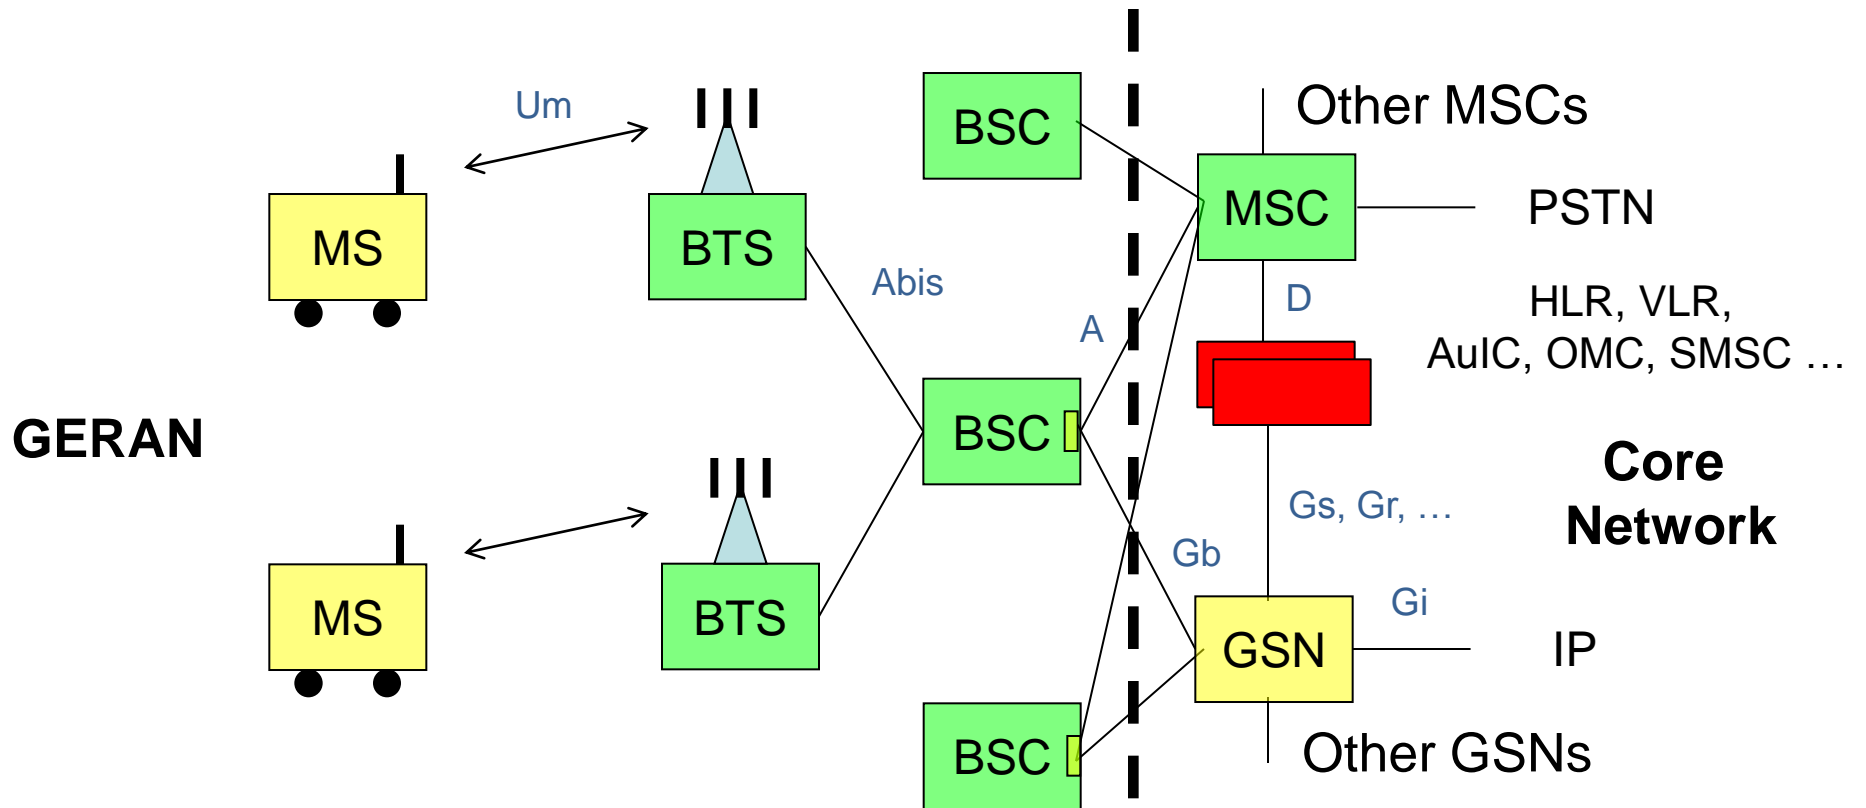 Um
Other MSCs
BSC
MSC
PSTN
MS
BTS
Abis
A
D
HLR, VLR,
AuIC, OMC, SMSC …
GERAN
BSC
Core
Network
Gs, Gr, …
Gb
MS
BTS
Gi
GSN
IP
BSC
Other GSNs